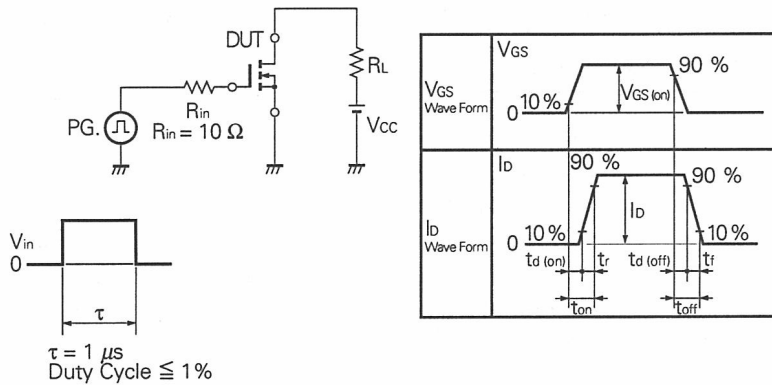 DUT
RL
Rin
Rin = 10 Ω
PG.
VCC
Vin
0
τ
τ = 1 μs
Duty Cycle ≦ 1%
VGS
Wave Form
VGS
90 %
10 %
VGS (on)
0
ID
Wave Form
ID
90 %
90 %
ID
0
10 %
10 %
td (on)
tr
td (off)
tf
ton
toff